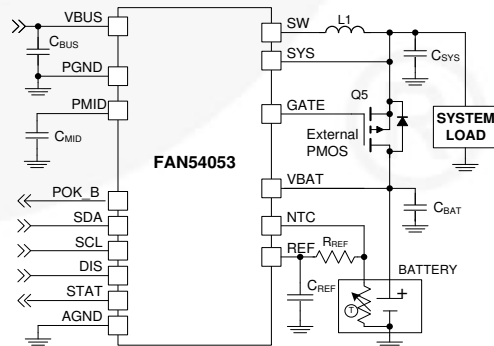 VBUS
CBUS
PGND
PMID
CMID
FAN54053
POK_B
SDA
SCL
DIS
STAT
AGND
SW
L1
SYS
CSYS
Q5
GATE
External
PMOS
SYSTEM
LOAD
VBAT
CBAT
NTC
REF
RREF
CREF
BATTERY
T
+